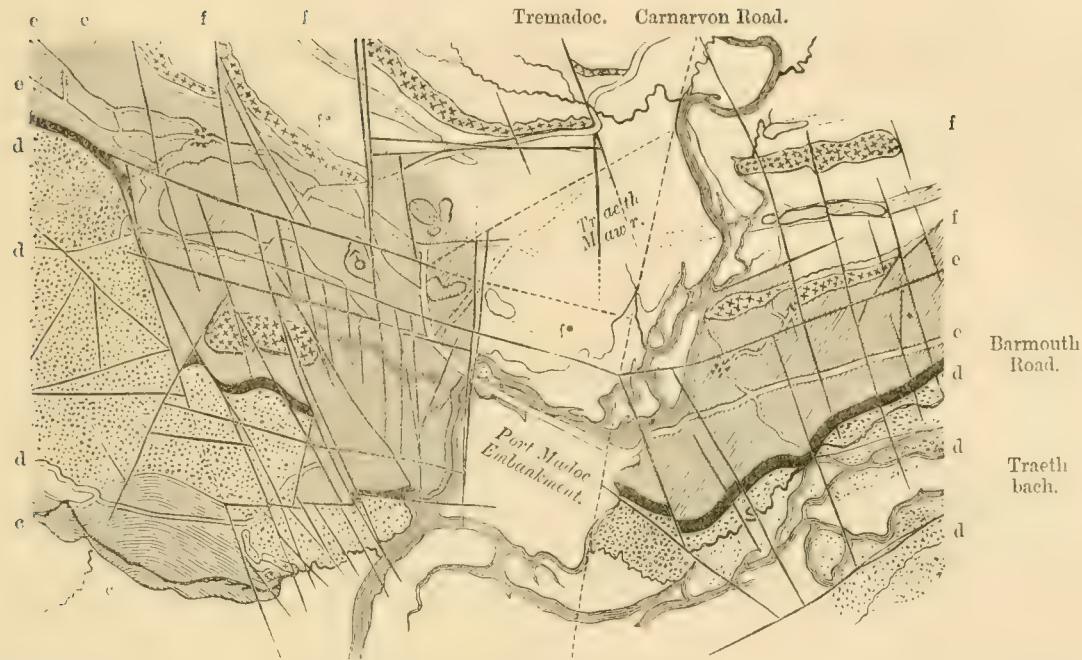 e e f f
Tremadoc. Carnarvon Road.
e
d
d
d
c
Traeth
Mawr.
Port Madoc
Embankment.
f
f
e
e
d
d
d
Barmouth
Road.
Traeth
bach.